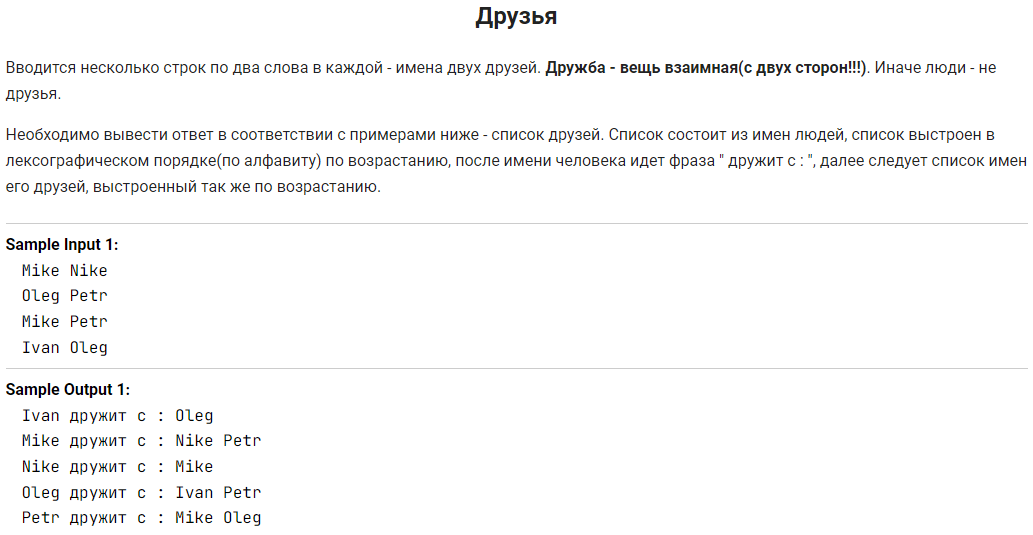 Друзья
Вводится несколько строк по два слова в каждой - имена двух друзей. Дружба - вещь взаимная(с двух сторон!!!). Иначе люди - не
друзья.
Необходимо вывести ответ в соответствии с примерами ниже - список друзей. Список состоит из имен людей, список выстроен в
лексографическом порядке(по алфавиту) по возрастанию, после имени человека идет фраза " дружит с : ", далее следует список имен
его друзей, выстроенный так же по возрастанию.
Sample Input 1:
Mike Nike
Oleg Petr
Mike Petr
Ivan Oleg
Sample Output 1:
Ivan дружит с : Oleg
Mike дружит с : Nike Petr
Nike дружит с : Mike
Oleg дружит с : Ivan Petr
Petr дружит с : Mike Oleg